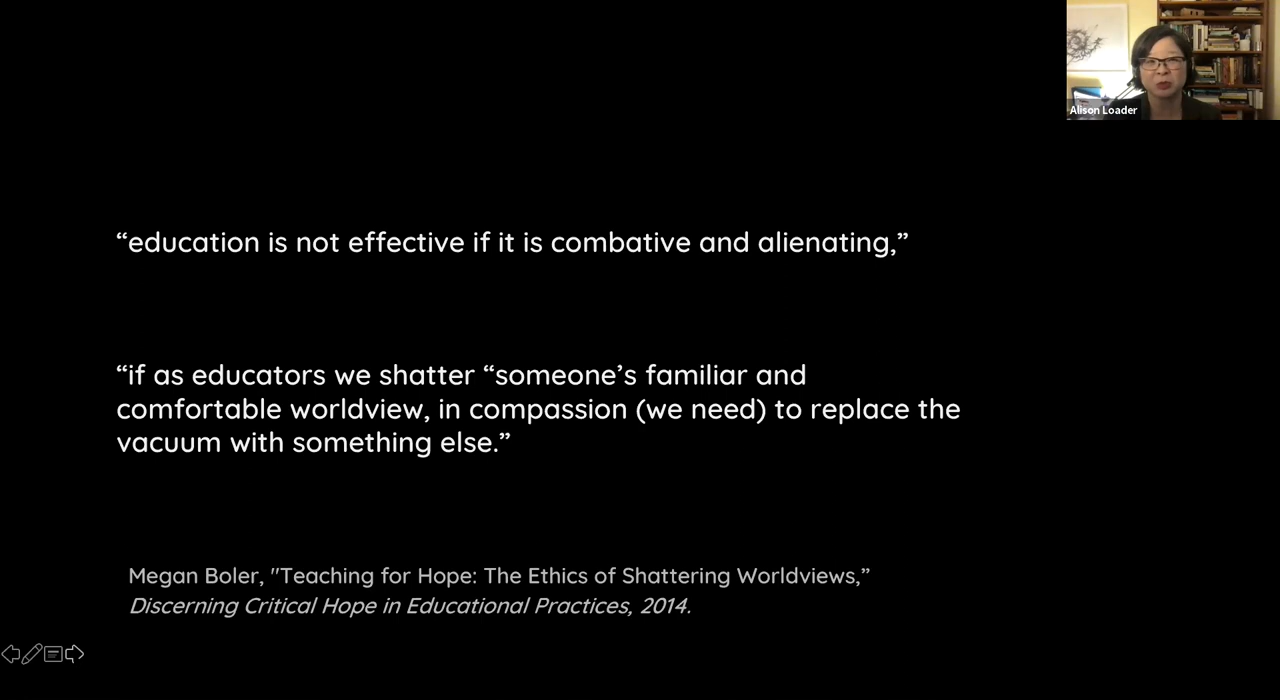 Alison Loader
“education is not effective if it is combative and alienating,”
“if as educators we shatter “someone’s familiar and
comfortable worldview, in compassion (we need) to replace the
vacuum with something else.”
Megan Boler, "Teaching for Hope: The Ethics of Shattering Worldviews,”
Discerning Critical Hope in Educational Practices, 2014.